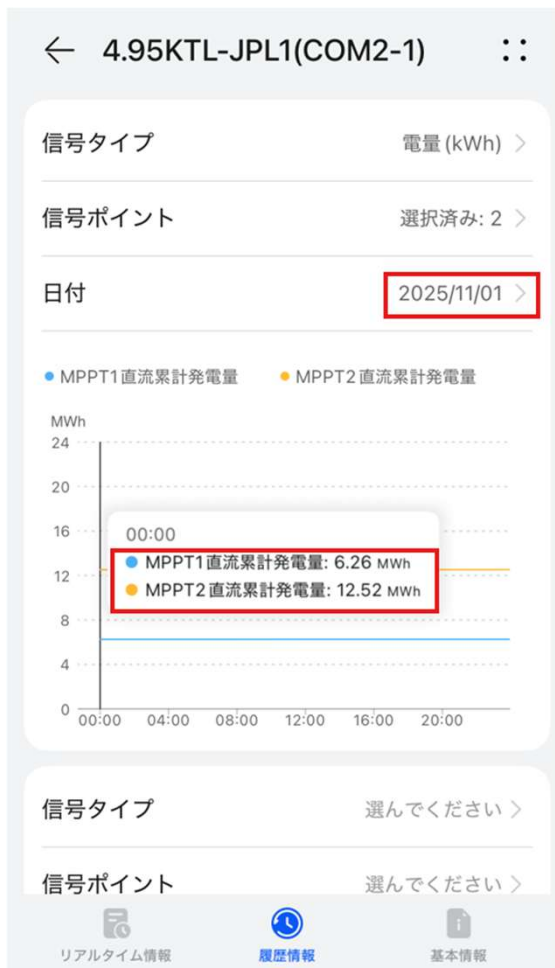 4.95KTL-JPL1(COM2-1)
信号タイプ 電量(kWh)
信号ポイント 選択済み: 2
日付 2025/11/01
MPPT1直流累計発電量 MPPT2直流累計発電量
MWh
24
20
16
12
8
4
0
00:00
MPPT1直流累計発電量: 6.26 MWh
MPPT2直流累計発電量: 12.52 MWh
00:00 04:00 08:00 12:00 16:00 20:00
信号タイプ 選んでください
信号ポイント 選んでください
リアルタイム情報 履歴情報 基本情報